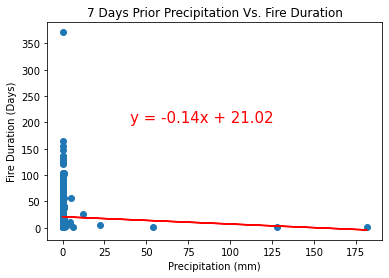 7 Days Prior Precipitation Vs. Fire Duration
350
300
250
200
150
100
50
0
Fire Duration (Days)
y = -0.14x + 21.02
0 25 50 75 100 125 150 175
Precipitation (mm)